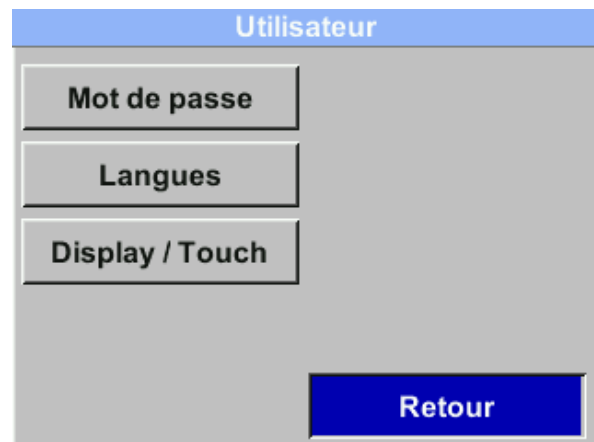 Utilisateur
Mot de passe
Langues
Display / Touch
Retour